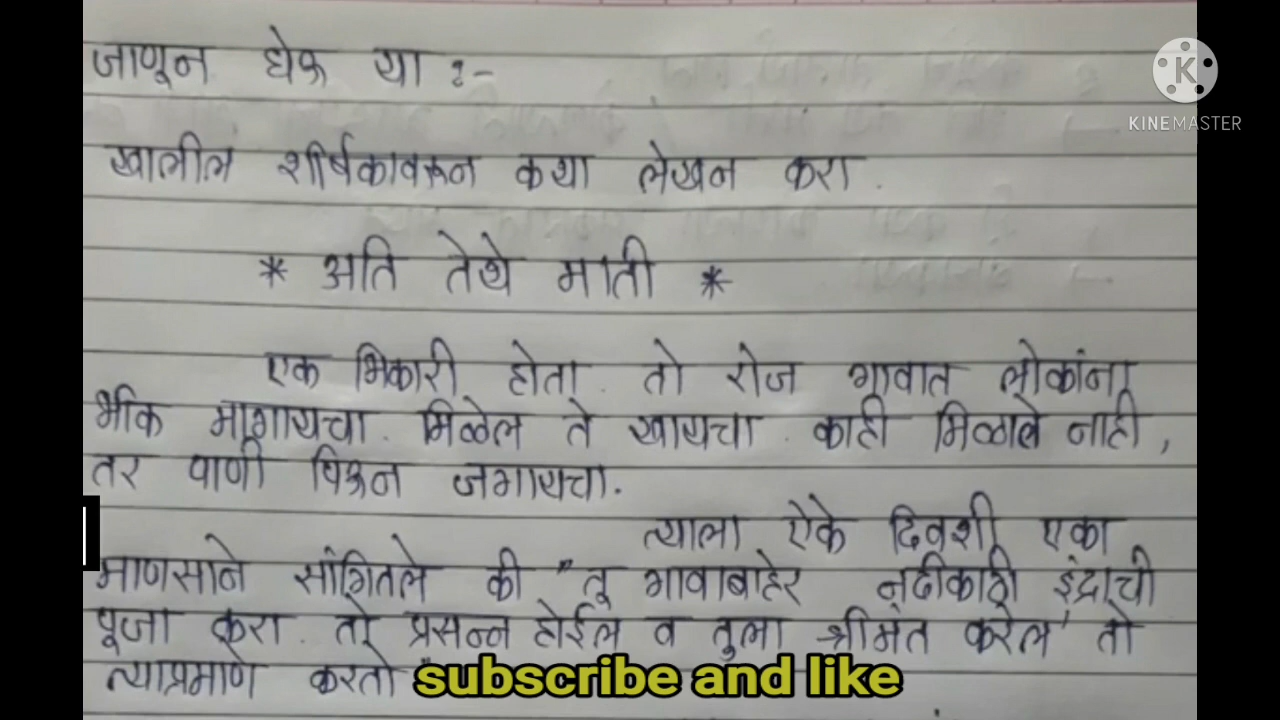 जाणून घेऊ या :-
KINEMASTER
खालील शीर्षकावरून कथा लेखन करा.
* अति तेथे माती *
एक भिकारी होता. तो रोज गावात लोकांना
भीक मागायचा. मिळेल ते खायचा. काही मिळाले नाही,
तर पाणी पिऊन जगायचा.
त्याला ऐके दिवशी एका
माणसाने सांगितले की "तू गावाबाहेर नदीकाठी इंद्राची
पूजा करा. तो प्रसन्न होईल व तुला श्रीमंत करेल" तो
त्याप्रमाणे करतो
subscribe and like